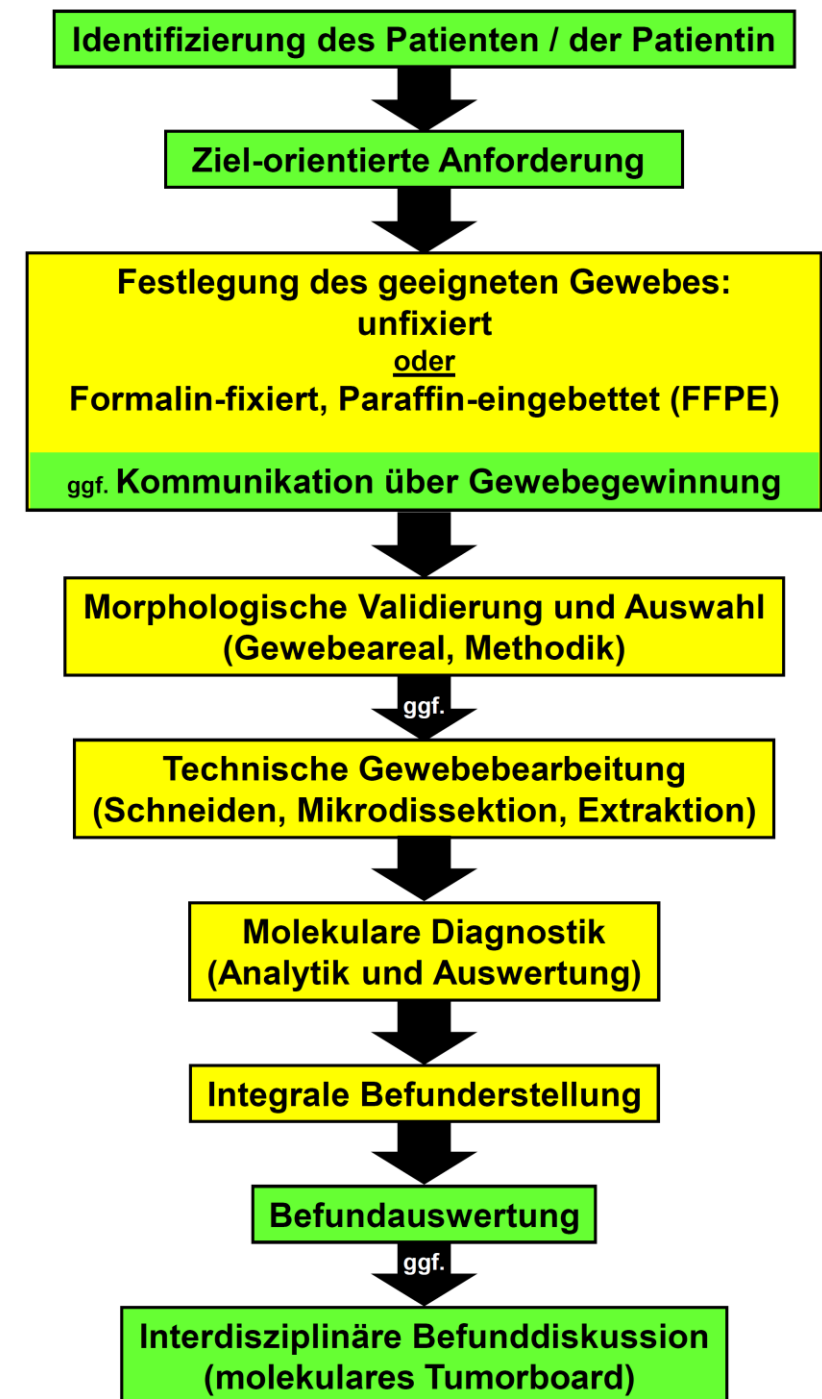 Identifizierung des Patienten / der Patientin
Ziel-orientierte Anforderung
Festlegung des geeigneten Gewebes:
unfixiert
oder
Formalin-fixiert, Paraffin-eingebettet (FFPE)
ggf. Kommunikation über Gewebegewinnung
Morphologische Validierung und Auswahl
(Gewebeareal, Methodik)
ggf.
Technische Gewebebearbeitung
(Schneiden, Mikrodissektion, Extraktion)
Molekulare Diagnostik
(Analytik und Auswertung)
Integrale Befunderstellung
Befundauswertung
ggf.
Interdisziplinäre Befunddiskussion
(molekulares Tumorboard)